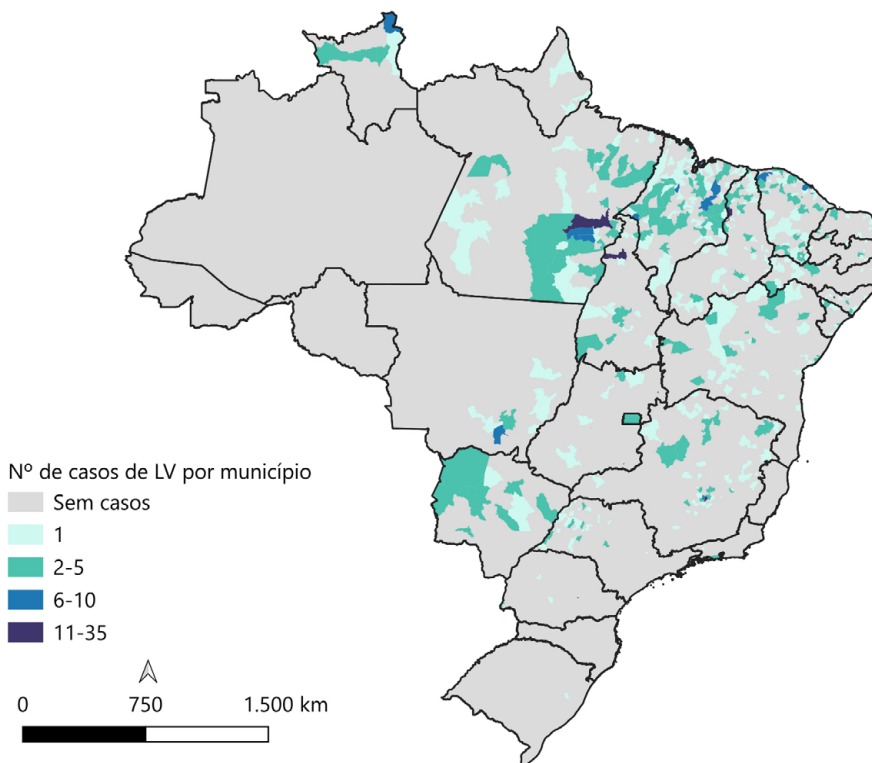 Nº de casos de LV por município
Sem casos
1
2-5
6-10
11-35
0 750 1.500 km